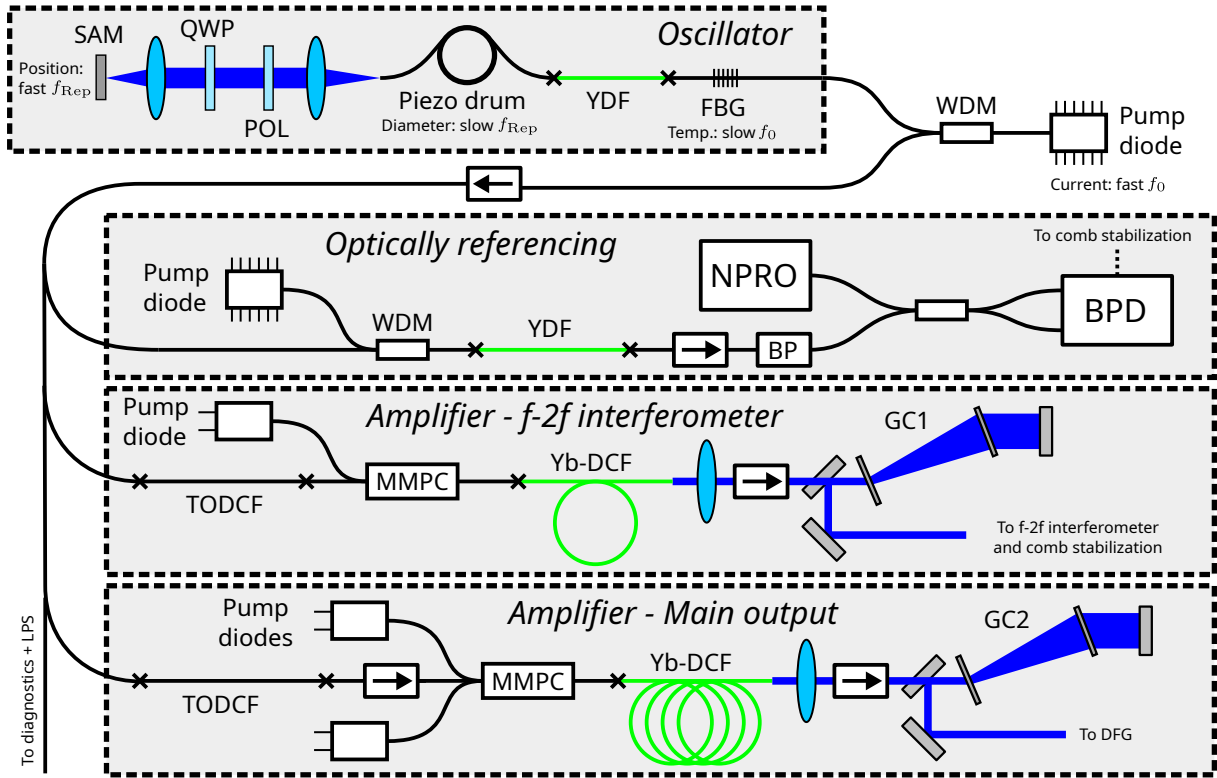 Oscillator
SAM
QWP
Position:
fast f_Rep
POL
Piezo drum
Diameter: slow f_Rep
YDF
FBG
Temp.: slow f_0
WDM
Pump
diode
Current: fast f_0
Optically referencing
Pump
diode
WDM
YDF
BP
NPRO
To comb stabilization
BPD
Amplifier - f-2f interferometer
Pump
diode
TODCF
MMPC
Yb-DCF
GC1
To f-2f interferometer
and comb stabilization
Amplifier - Main output
Pump
diodes
TODCF
MMPC
Yb-DCF
GC2
To DFG
To diagnostics + LPS